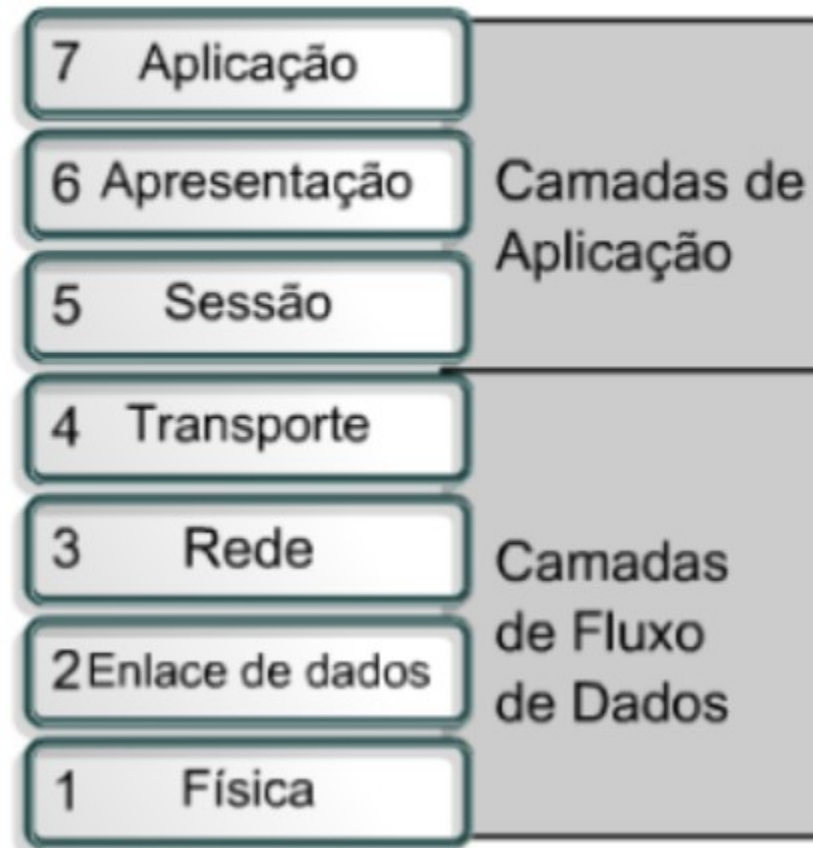 7 Aplicação
6 Apresentação
5 Sessão
Camadas de
Aplicação
4 Transporte
3 Rede
2 Enlace de dados
1 Física
Camadas
de Fluxo
de Dados